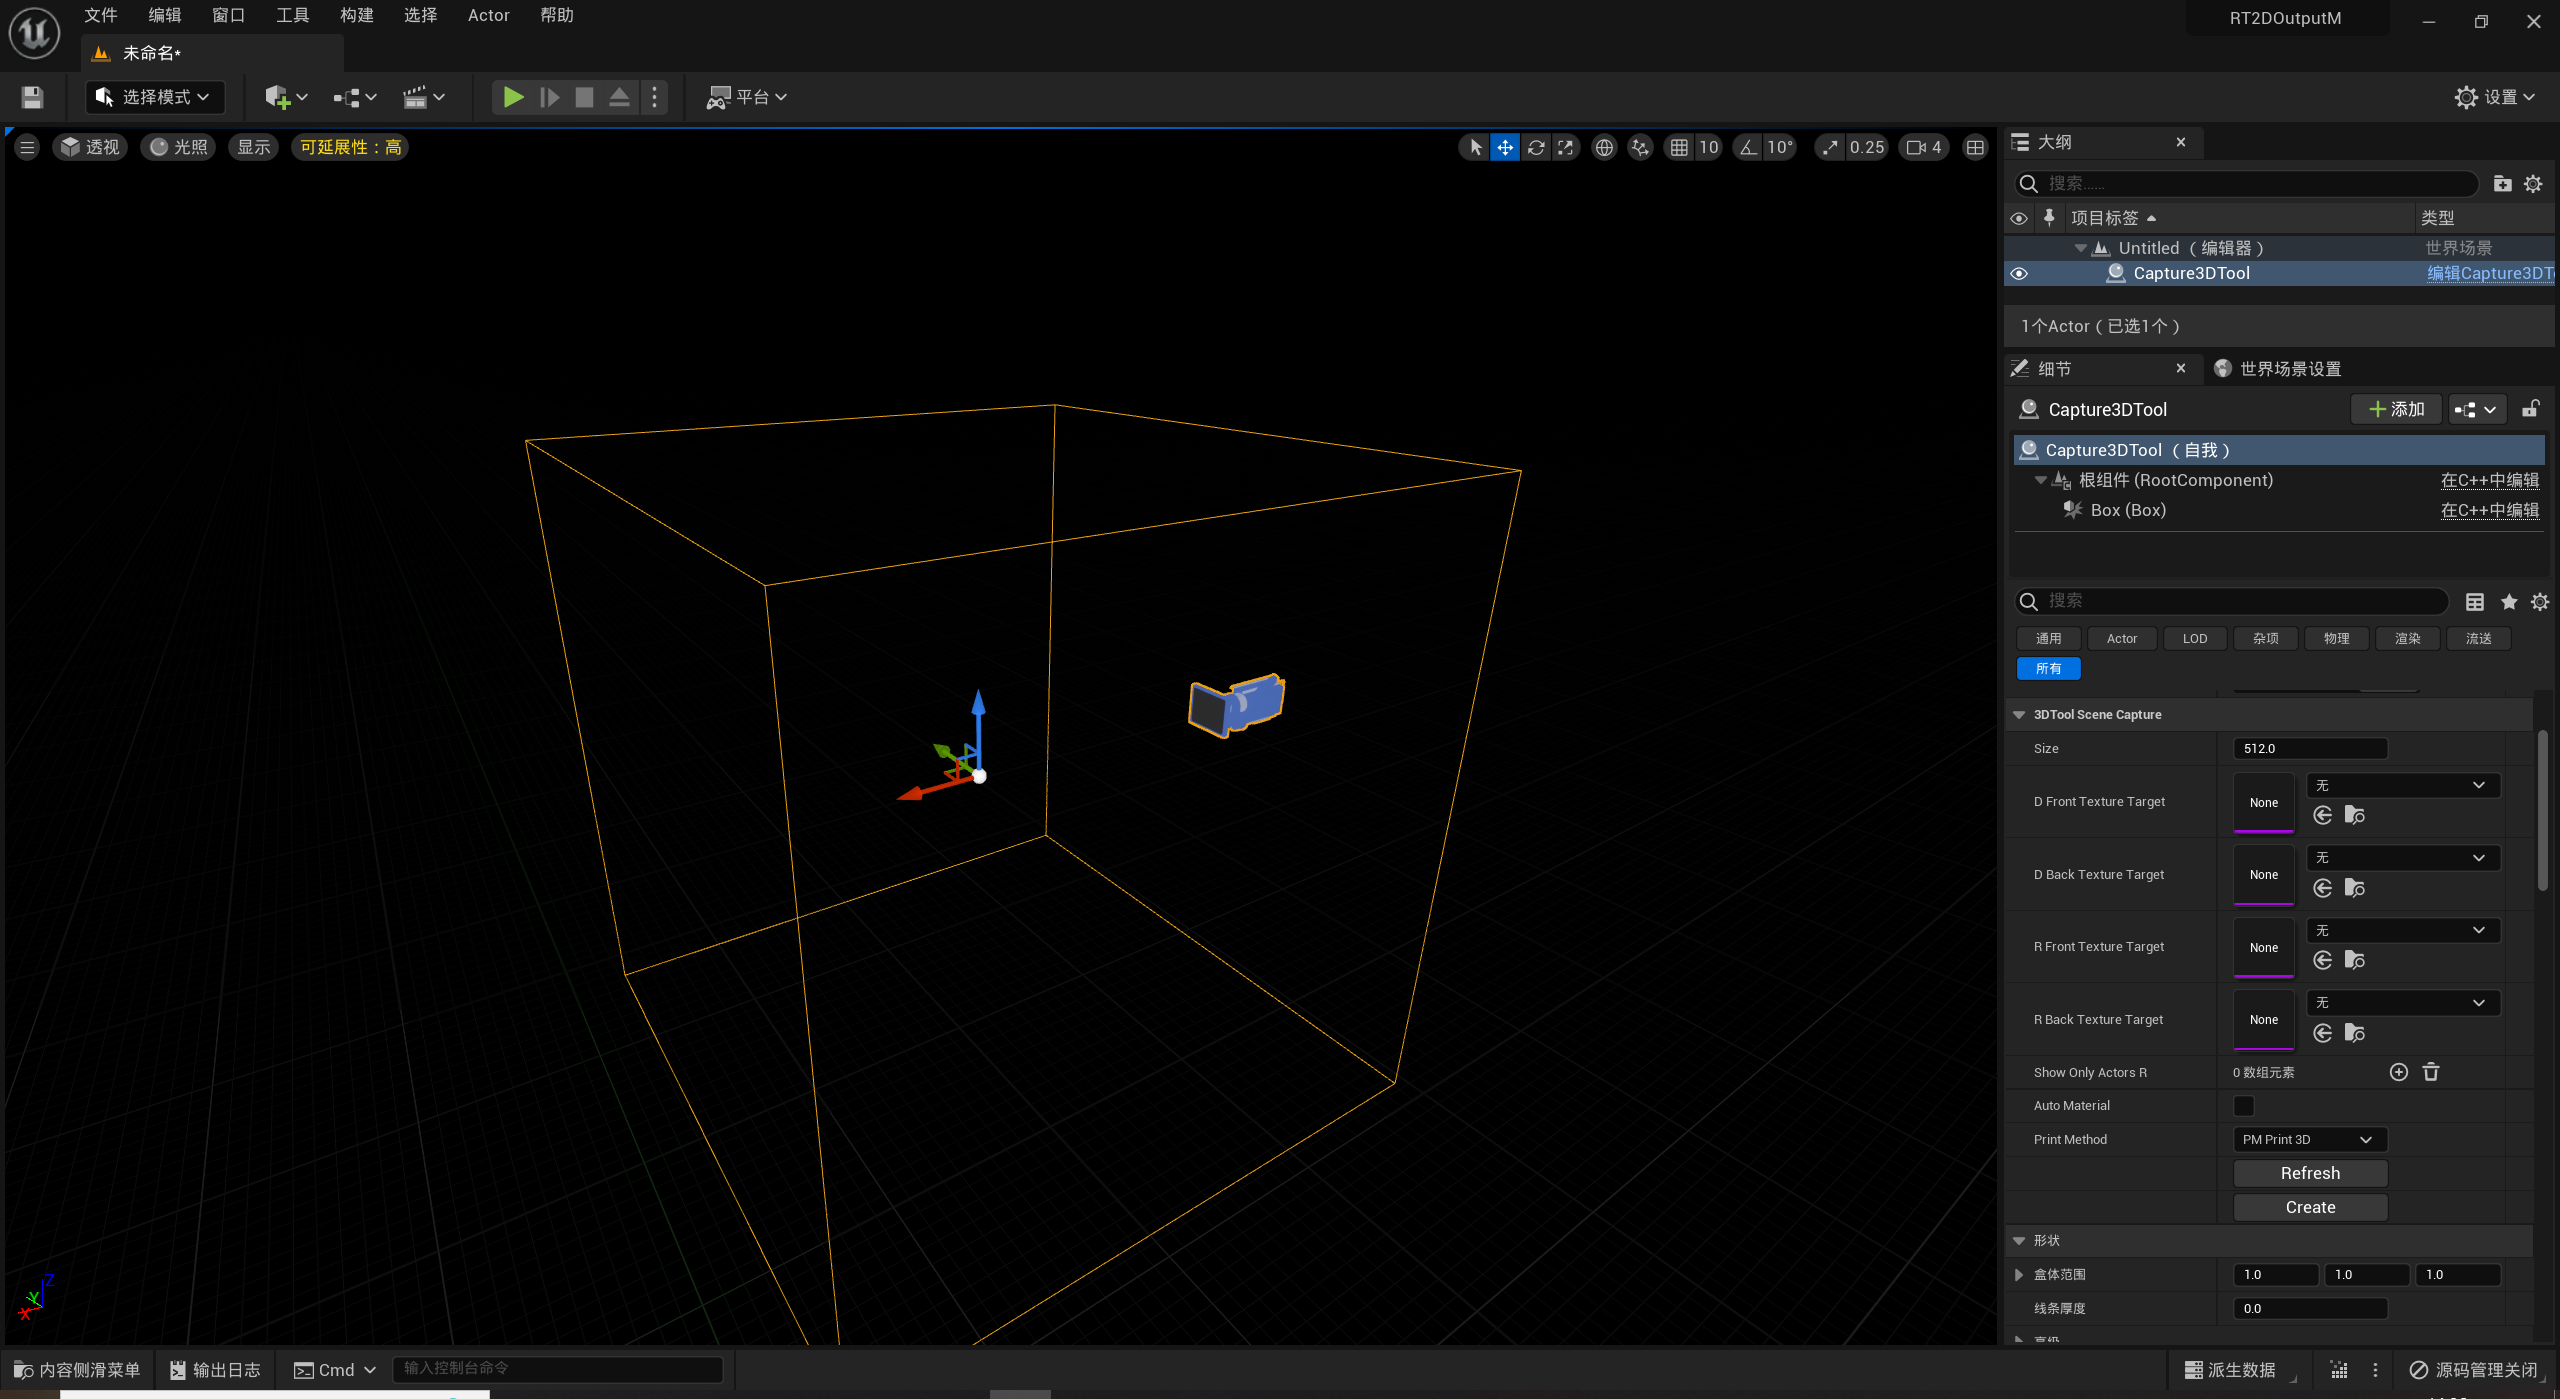 文件 编辑 窗口 工具 构建 选择 Actor 帮助 RT2DOutputM
未命名*
选择模式 平台 设置
透视 光照 显示 可延展性：高 10 10° 0.25 4
大纲
搜索......
项目标签 类型
Untitled（编辑器） 世界场景
Capture3DTool 编辑Capture3DT
1个Actor（已选1个）
细节 世界场景设置
Capture3DTool 添加
Capture3DTool（自我）
根组件 (RootComponent) 在C++中编辑
Box (Box) 在C++中编辑
搜索
通用 Actor LOD 杂项 物理 渲染 流送
所有
3DTool Scene Capture
Size 512.0
D Front Texture Target None 无
D Back Texture Target None 无
R Front Texture Target None 无
R Back Texture Target None 无
Show Only Actors R 0 数组元素
Auto Material
Print Method PM Print 3D
Refresh
Create
形状
盒体范围 1.0 1.0 1.0
线条厚度 0.0
高级
Z
Y
X
内容侧滑菜单 输出日志 Cmd 输入控制台命令 派生数据 源码管理关闭